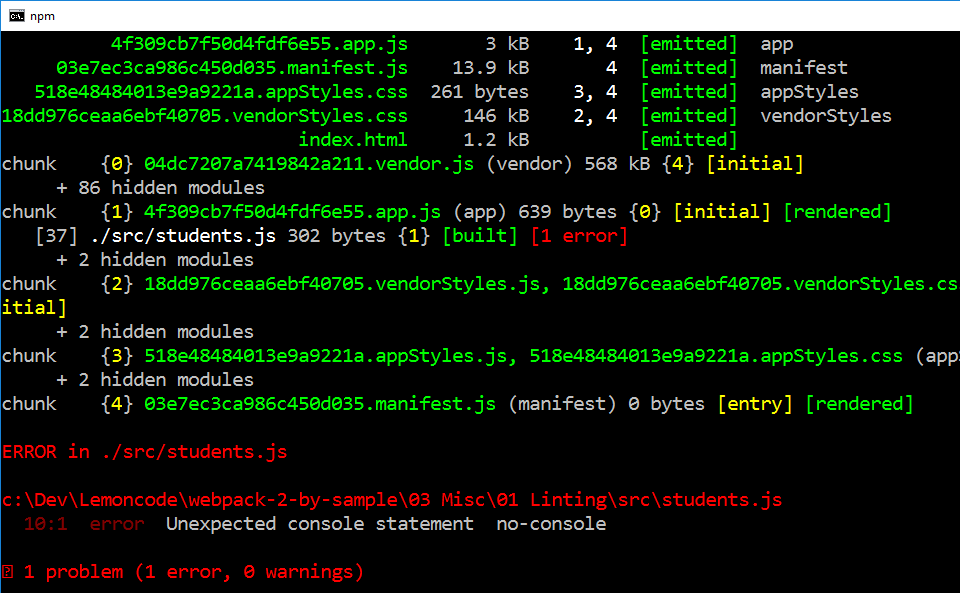 npm
4f309cb7f50d4fdf6e55.app.js 3 kB 1, 4 [emitted] app
03e7ec3ca986c450d035.manifest.js 13.9 kB 4 [emitted] manifest
518e48484013e9a9221a.appStyles.css 261 bytes 3, 4 [emitted] appStyles
18dd976ceaa6ebf40705.vendorStyles.css 146 kB 2, 4 [emitted] vendorStyles
index.html 1.2 kB [emitted]
chunk {0} 04dc7207a7419842a211.vendor.js (vendor) 568 kB {4} [initial]
+ 86 hidden modules
chunk {1} 4f309cb7f50d4fdf6e55.app.js (app) 639 bytes {0} [initial] [rendered]
[37] ./src/students.js 302 bytes {1} [built] [1 error]
+ 2 hidden modules
chunk {2} 18dd976ceaa6ebf40705.vendorStyles.js, 18dd976ceaa6ebf40705.vendorStyles.cs
itial]
+ 2 hidden modules
chunk {3} 518e48484013e9a9221a.appStyles.js, 518e48484013e9a9221a.appStyles.css (app
+ 2 hidden modules
chunk {4} 03e7ec3ca986c450d035.manifest.js (manifest) 0 bytes [entry] [rendered]
ERROR in ./src/students.js
c:\Dev\Lemoncode\webpack-2-by-sample\03 Misc\01 Linting\src\students.js
10:1 error Unexpected console statement no-console
1 problem (1 error, 0 warnings)